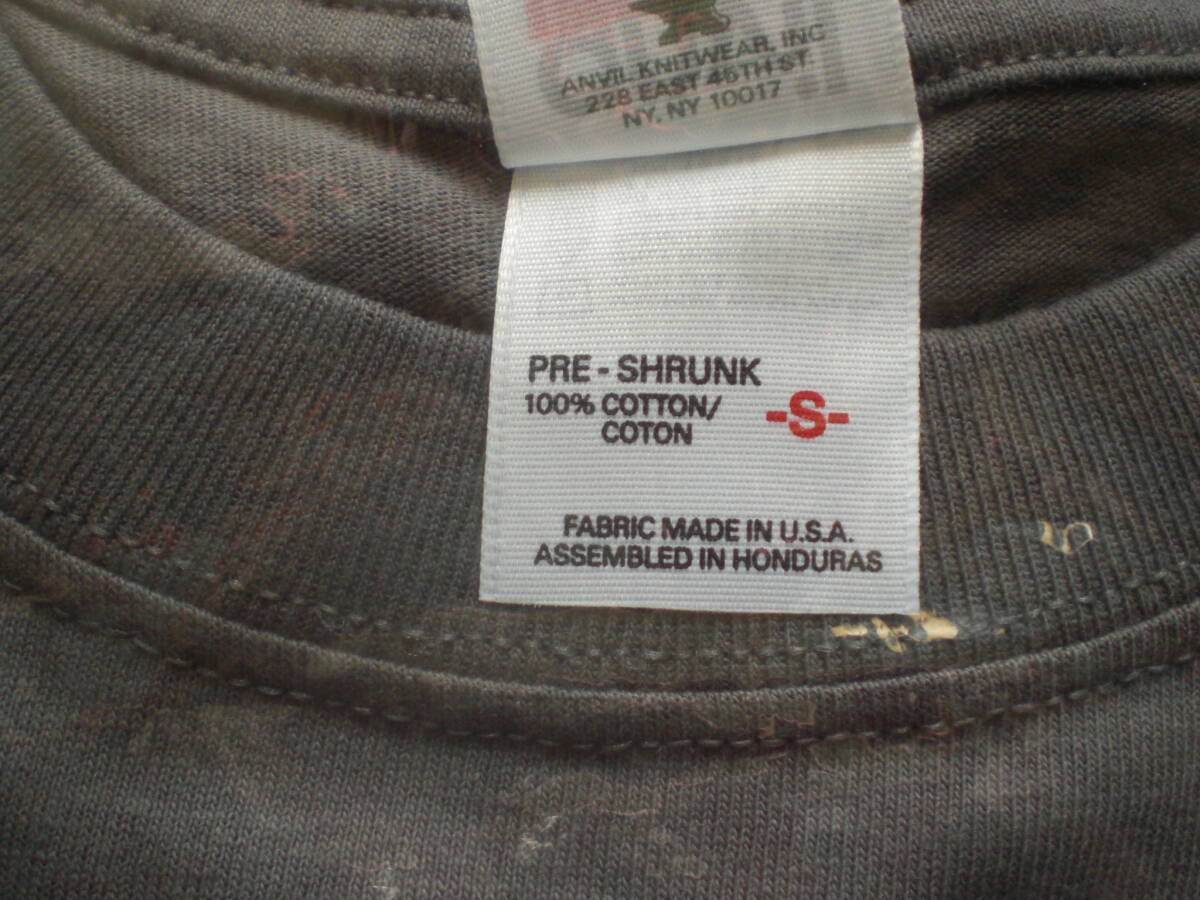 ANVIL KNITWEAR, INC
228 EAST 45TH ST.
NY, NY 10017
PRE - SHRUNK
100% COTTON/
COTON
-S-
FABRIC MADE IN U.S.A.
ASSEMBLED IN HONDURAS